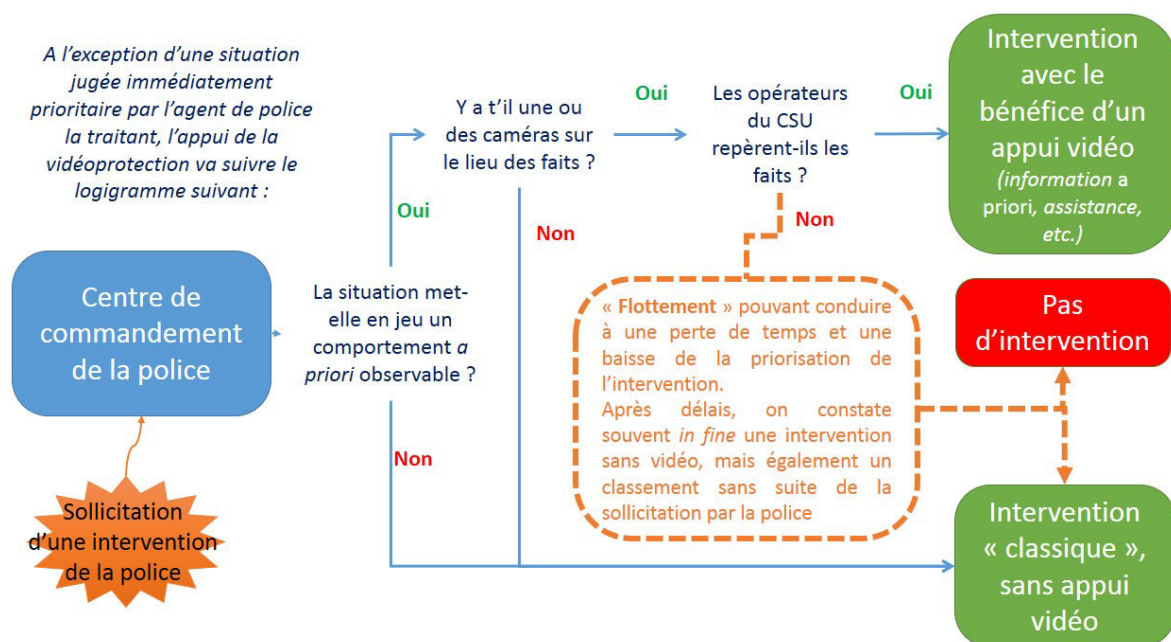 A l’exception d’une situation
jugée immédiatement
prioritaire par l’agent de police
la traitant, l’appui de la
vidéoprotection va suivre le
logigramme suivant :
Centre de
commandement
de la police
Sollicitation
d’une intervention
de la police
La situation met-
elle en jeu un
comportement a
priori observable ?
Oui
Non
Y a t’il une ou
des caméras sur
le lieu des faits ?
Oui
Non
Les opérateurs
du CSU
repèrent-ils les
faits ?
Oui
Non
« Flottement » pouvant conduire
à une perte de temps et une
baisse de la priorisation de
l’intervention.
Après délais, on constate
souvent in fine une intervention
sans vidéo, mais également un
classement sans suite de la
sollicitation par la police
Intervention
avec le
bénéfice d’un
appui vidéo
(information a
priori, assistance,
etc.)
Pas
d’intervention
Intervention
« classique »,
sans appui
vidéo